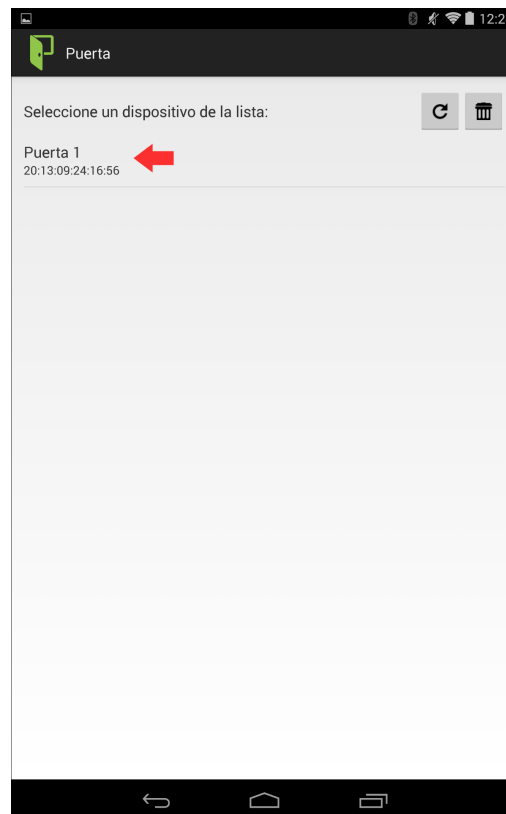 12:2
Puerta
Seleccione un dispositivo de la lista:
Puerta 1
20:13:09:24:16:56